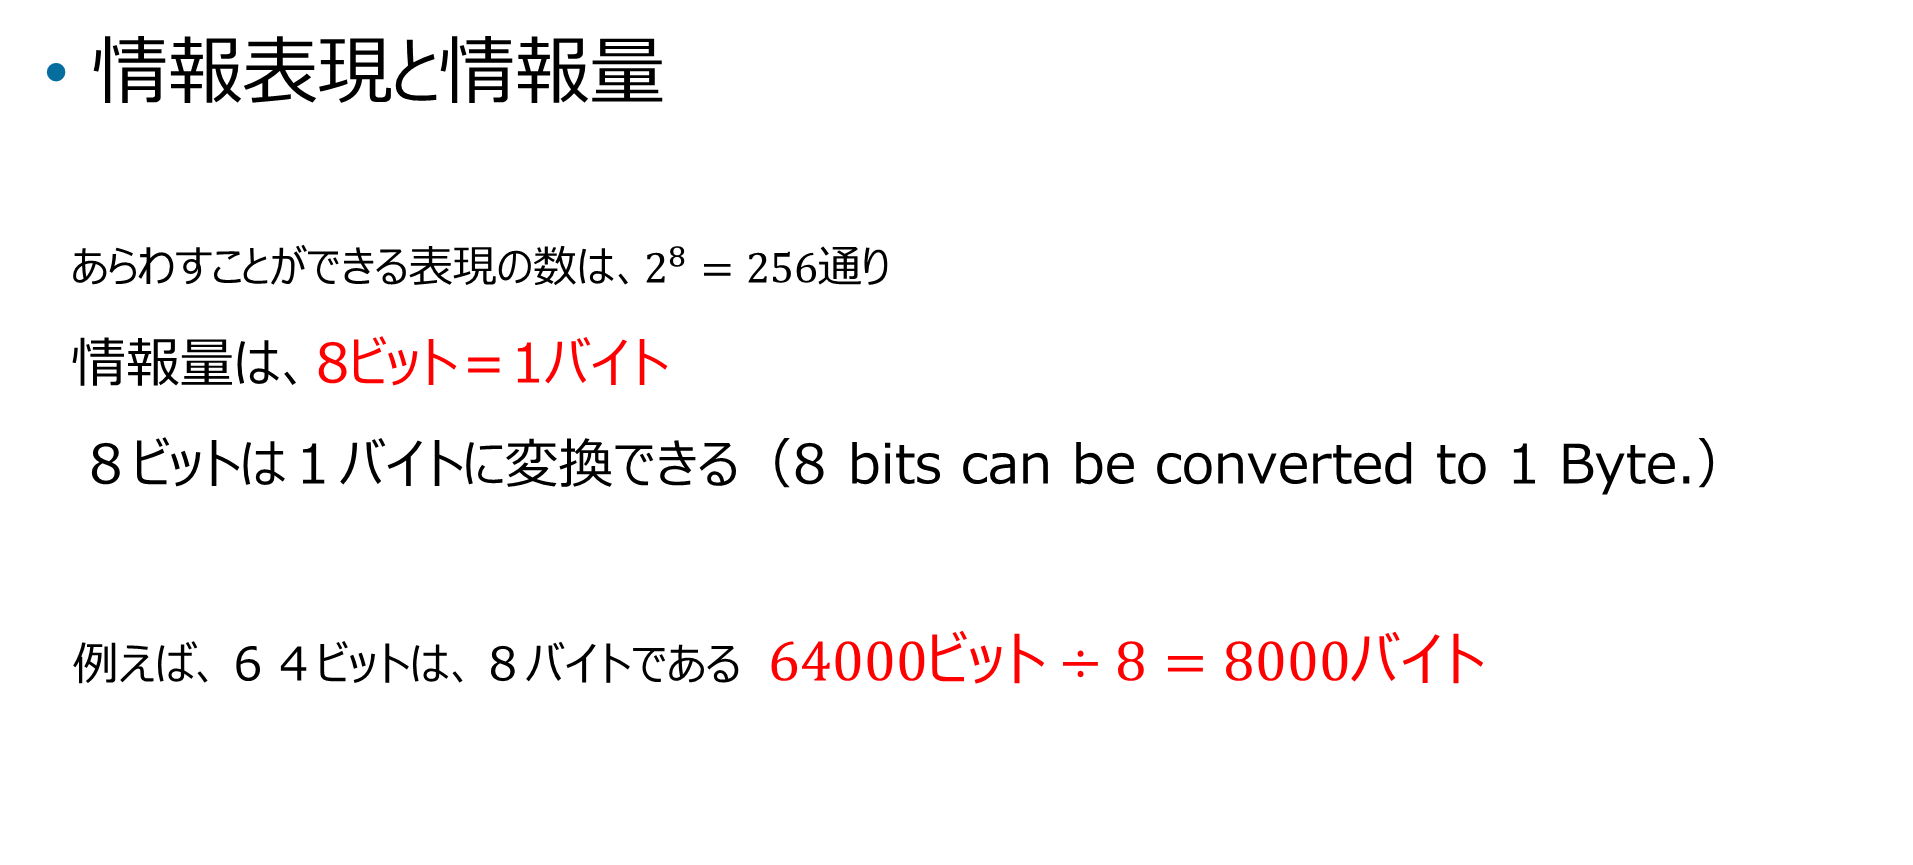 • 情報表現と情報量
あらわすことができる表現の数は、2⁸ = 256通り
情報量は、8ビット＝1バイト
８ビットは１バイトに変換できる（8 bits can be converted to 1 Byte.）
例えば、６４ビットは、８バイトである 64000ビット ÷ 8 = 8000バイト